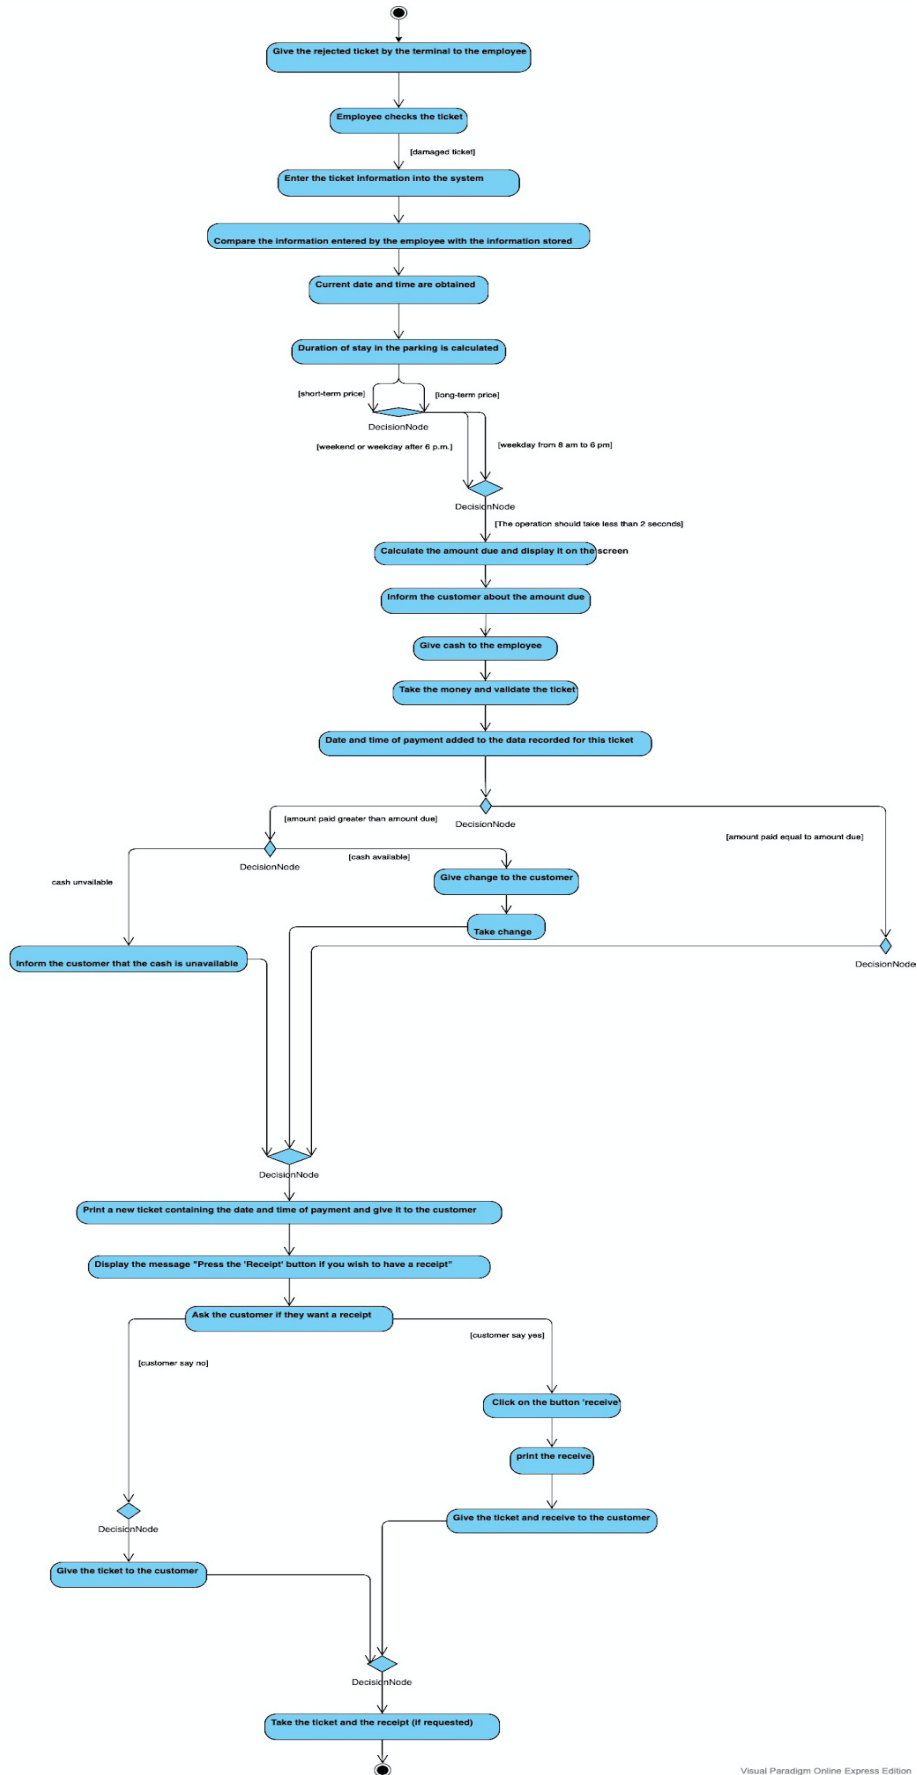 Give the rejected ticket by the terminal to the employee
Employee checks the ticket
[damaged ticket]
Enter the ticket information into the system
Compare the information entered by the employee with the information stored
Current date and time are obtained
Duration of stay in the parking is calculated
[short-term price]
[long-term price]
DecisionNode
[weekend or weekday after 6 p.m.]
[weekday from 8 am to 6 pm]
DecisionNode
[The operation should take less than 2 seconds]
Calculate the amount due and display it on the screen
Inform the customer about the amount due
Give cash to the employee
Take the money and validate the ticket
Date and time of payment added to the data recorded for this ticket
[amount paid greater than amount due]
DecisionNode
[amount paid equal to amount due]
DecisionNode
[cash available]
cash unvailable
Give change to the customer
Take change
Inform the customer that the cash is unavailable
DecisionNode
DecisionNode
Print a new ticket containing the date and time of payment and give it to the customer
Display the message "Press the 'Receipt' button if you wish to have a receipt"
Ask the customer if they want a receipt
[customer say yes]
[customer say no]
Click on the button 'receive'
print the receive
Give the ticket and receive to the customer
DecisionNode
Give the ticket to the customer
DecisionNode
Take the ticket and the receipt (if requested)
Visual Paradigm Online Express Edition